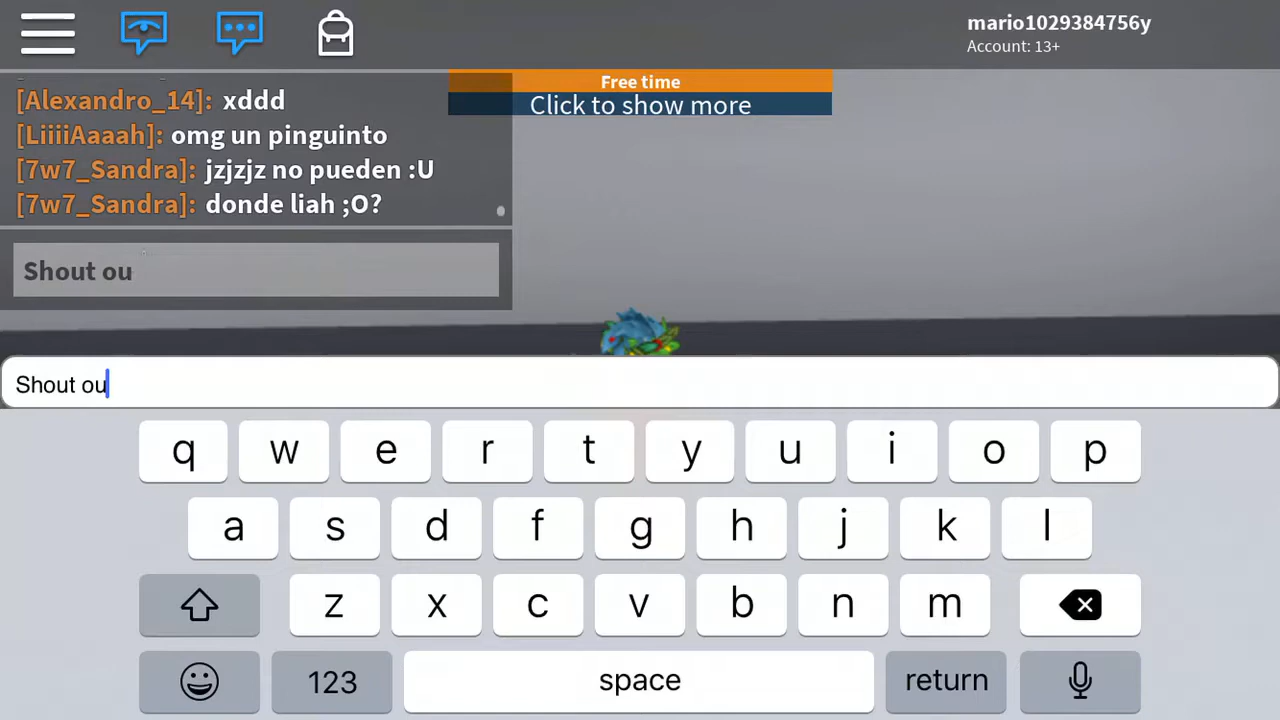 mario1029384756y
Account: 13+
Free time
Click to show more
[Alexandro_14]: xddd
[LiiiiAaaah]: omg un pinguinto
[7w7_Sandra]: jzjzjz no pueden :U
[7w7_Sandra]: donde liah ;O?
Shout ou
Shout ou
q w e r t y u i o p
a s d f g h j k l
z x c v b n m
123 space return